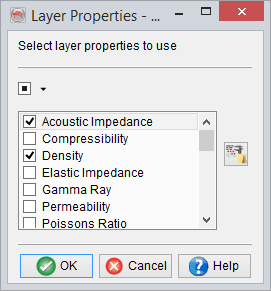 Layer Properties - ...
Select layer properties to use
Acoustic Impedance
Compressibility
Density
Elastic Impedance
Gamma Ray
Permeability
Poissons Ratio
OK
Cancel
Help